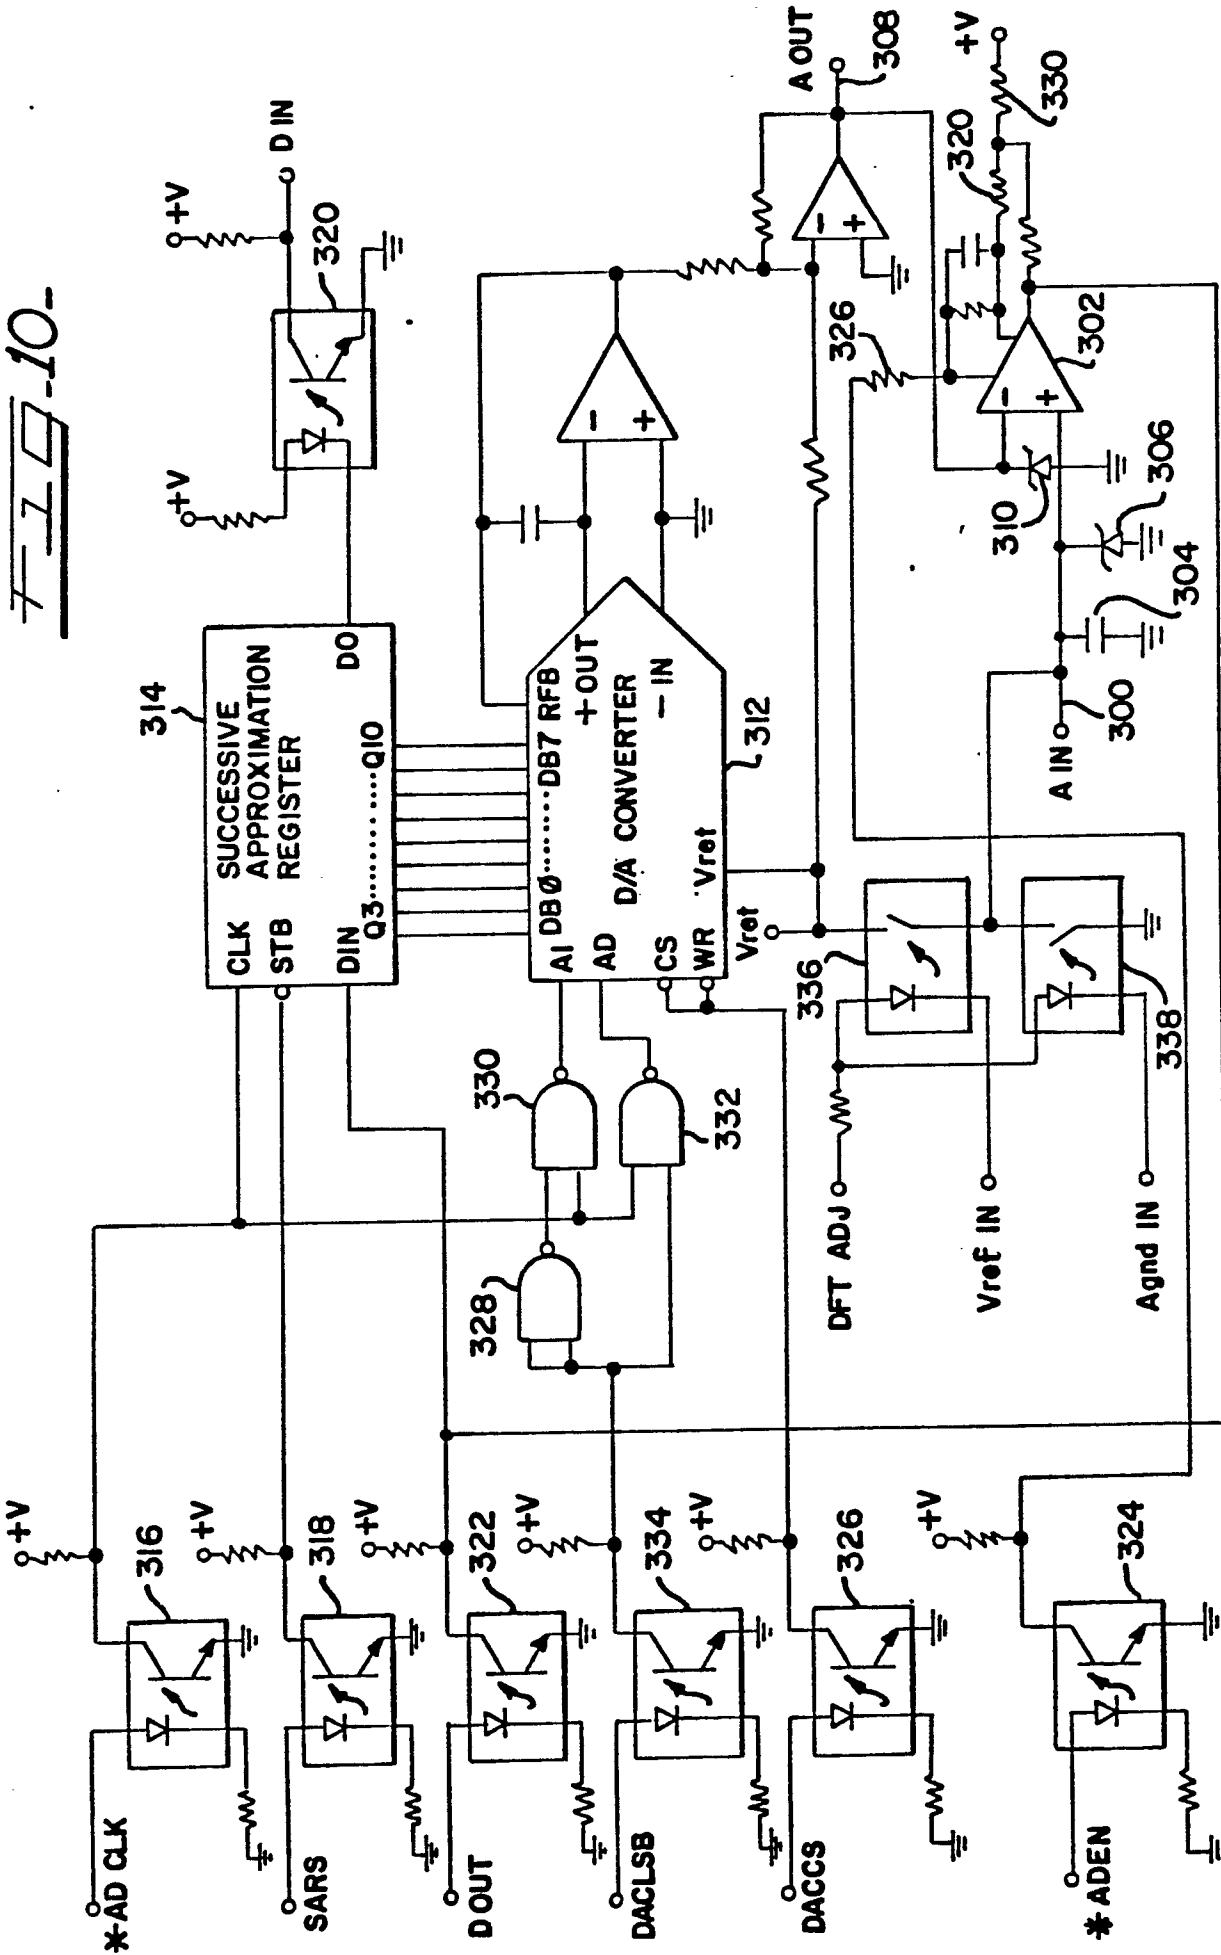 FIG.10
*AD CLK
SARS
D OUT
DACLSB
DACCS
*ADEN
+V
316
+V
318
+V
322
+V
334
+V
326
+V
324
328
330
332
DFT ADJ
Vref IN
Agnd IN
314
SUCCESSIVE
APPROXIMATION
REGISTER
CLK
STB
DIN
DO
Q3..........Q10
DBØ.........DB7 RFB
AI
AD
CS
WR
D/A CONVERTER
+OUT
-IN
Vref
312
Vref
336
338
+V
+V
320
D IN
-
+
-
+
A OUT
308
A IN
300
304
306
310
-
+
302
326
320
330
+V